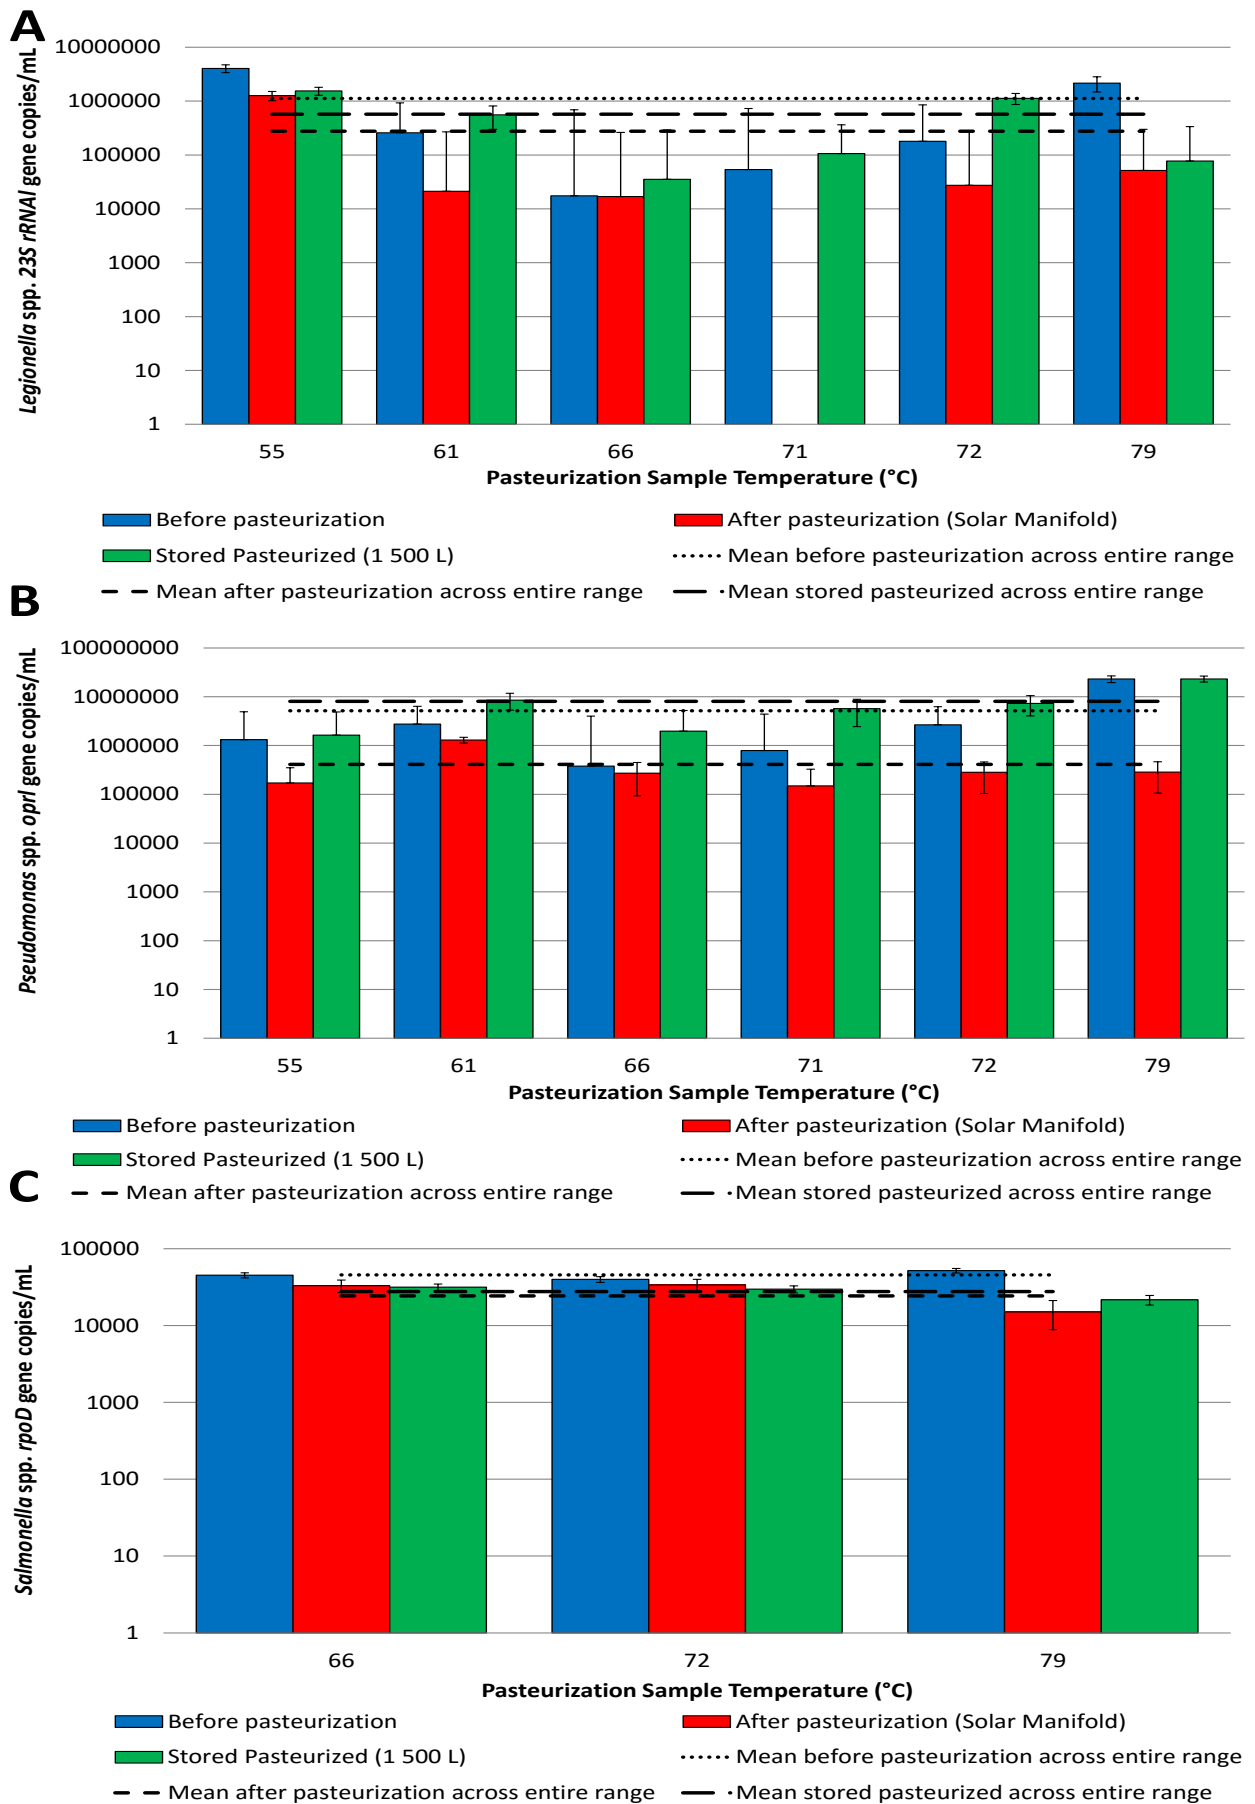 A
Legionella spp. 23S rRNAl gene copies/mL
10000000
1000000
100000
10000
1000
100
10
1
55 61 66 71 72 79
Pasteurization Sample Temperature (°C)
Before pasteurization After pasteurization (Solar Manifold)
Stored Pasteurized (1 500 L) Mean before pasteurization across entire range
Mean after pasteurization across entire range Mean stored pasteurized across entire range
B
Pseudomonas spp. oprl gene copies/mL
100000000
10000000
1000000
100000
10000
1000
100
10
1
55 61 66 71 72 79
Pasteurization Sample Temperature (°C)
Before pasteurization After pasteurization (Solar Manifold)
Stored Pasteurized (1 500 L) Mean before pasteurization across entire range
Mean after pasteurization across entire range Mean stored pasteurized across entire range
C
Salmonella spp. rpoD gene copies/mL
100000
10000
1000
100
10
1
66 72 79
Pasteurization Sample Temperature (°C)
Before pasteurization After pasteurization (Solar Manifold)
Stored Pasteurized (1 500 L) Mean before pasteurization across entire range
Mean after pasteurization across entire range Mean stored pasteurized across entire range